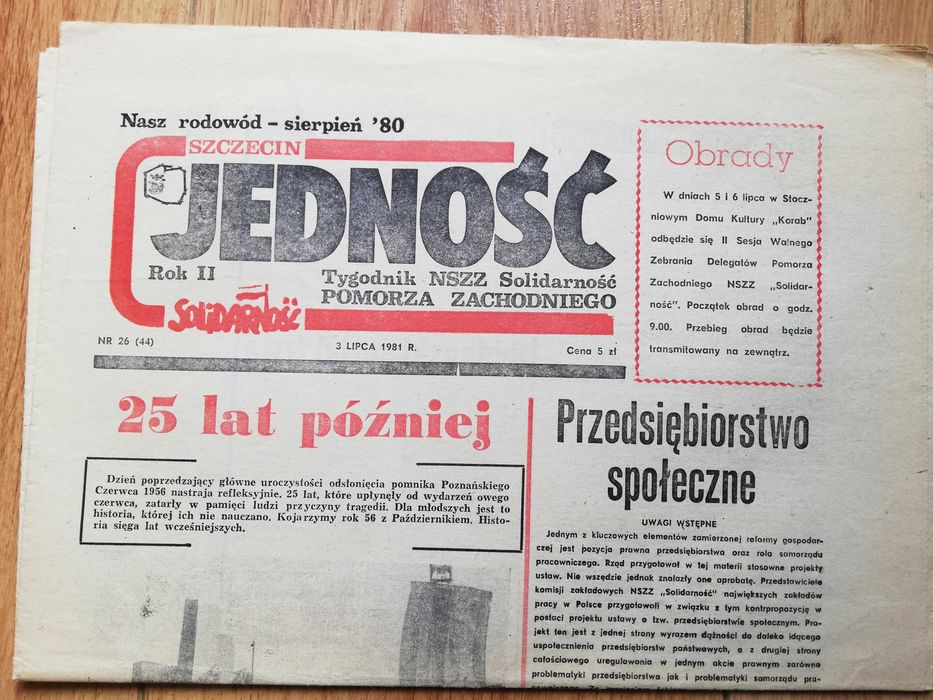 Nasz rodowód - sierpień '80
SZCZECIN
JEDNOŚĆ
Rok II
Tygodnik NSZZ Solidarność
POMORZA ZACHODNIEGO
SOLIDARNOŚĆ
NR 26 (44)
3 LIPCA 1981 R.
Cena 5 zł
Obrady
W dniach 5 i 6 lipca w Stocz-
niowym Domu Kultury „Korab"
odbędzie się II Sesja Walnego
Zebrania Delegatów Pomorza
Zachodniego NSZZ „Solidar-
ność". Początek obrad o godz.
9.00. Przebieg obrad będzie
transmitowany na zewnątrz.
25 lat później
Dzień poprzedzający główne uroczystości odsłonięcia pomnika Poznańskiego
Czerwca 1956 nastraja refleksyjnie. 25 lat, które upłynęły od wydarzeń owego
czerwca, zatarły w pamięci ludzi przyczyny tragedii. Dla młodszych jest to
historia, której ich nie nauczano. Kojarzymy rok 56 z Październikiem. Histo-
ria sięga lat wcześniejszych.
Przedsiębiorstwo
społeczne
UWAGI WSTĘPNE
Jednym z kluczowych elementów zamierzonej reformy gospodar-
czej jest pozycja prawna przedsiębiorstwa oraz rola samorządu
pracowniczego. Rząd przygotował w tej materii stosowne projekty
ustaw. Nie wszędzie jednak znalazły one aprobatę. Przedstawiciele
komisji zakładowych NSZZ „Solidarność" największych zakładów
pracy w Polsce przygotowali w związku z tym kontrpropozycję w
postaci projektu ustawy o tzw. przedsiębiorstwie społecznym. Pro-
jekt ten jest z jednej strony wyrazem dążności do daleko idącego
uspołecznienia przedsiębiorstw państwowych, a z drugiej strony
całościowego uregulowania w jednym akcie prawnym zarówno
problematyki przedsiębiorstwa jak i problematyki samorządu pra-